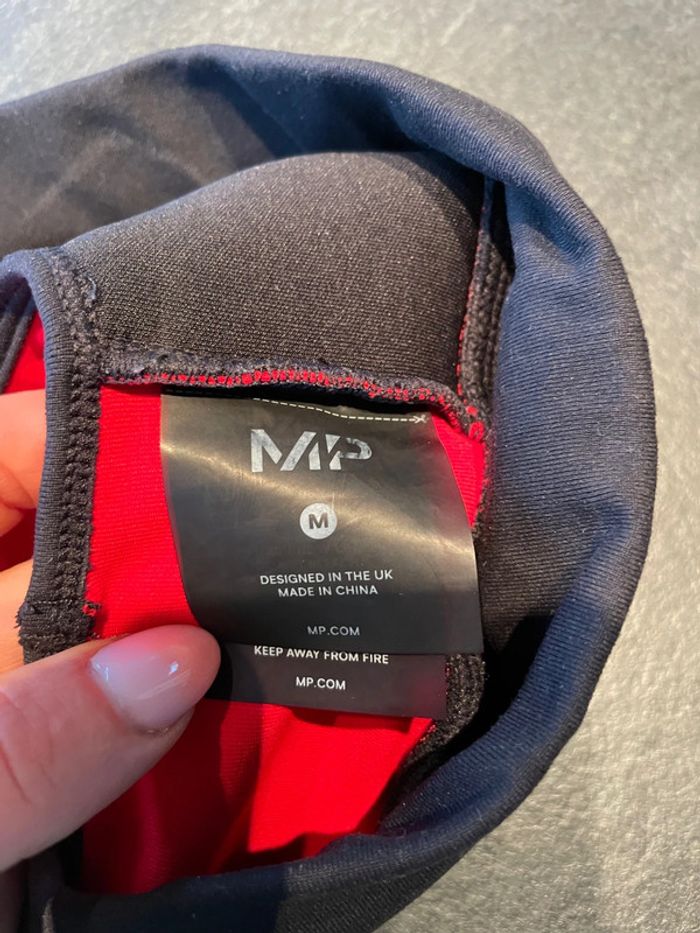 MP
M
DESIGNED IN THE UK
MADE IN CHINA
MP.COM
KEEP AWAY FROM FIRE
MP.COM